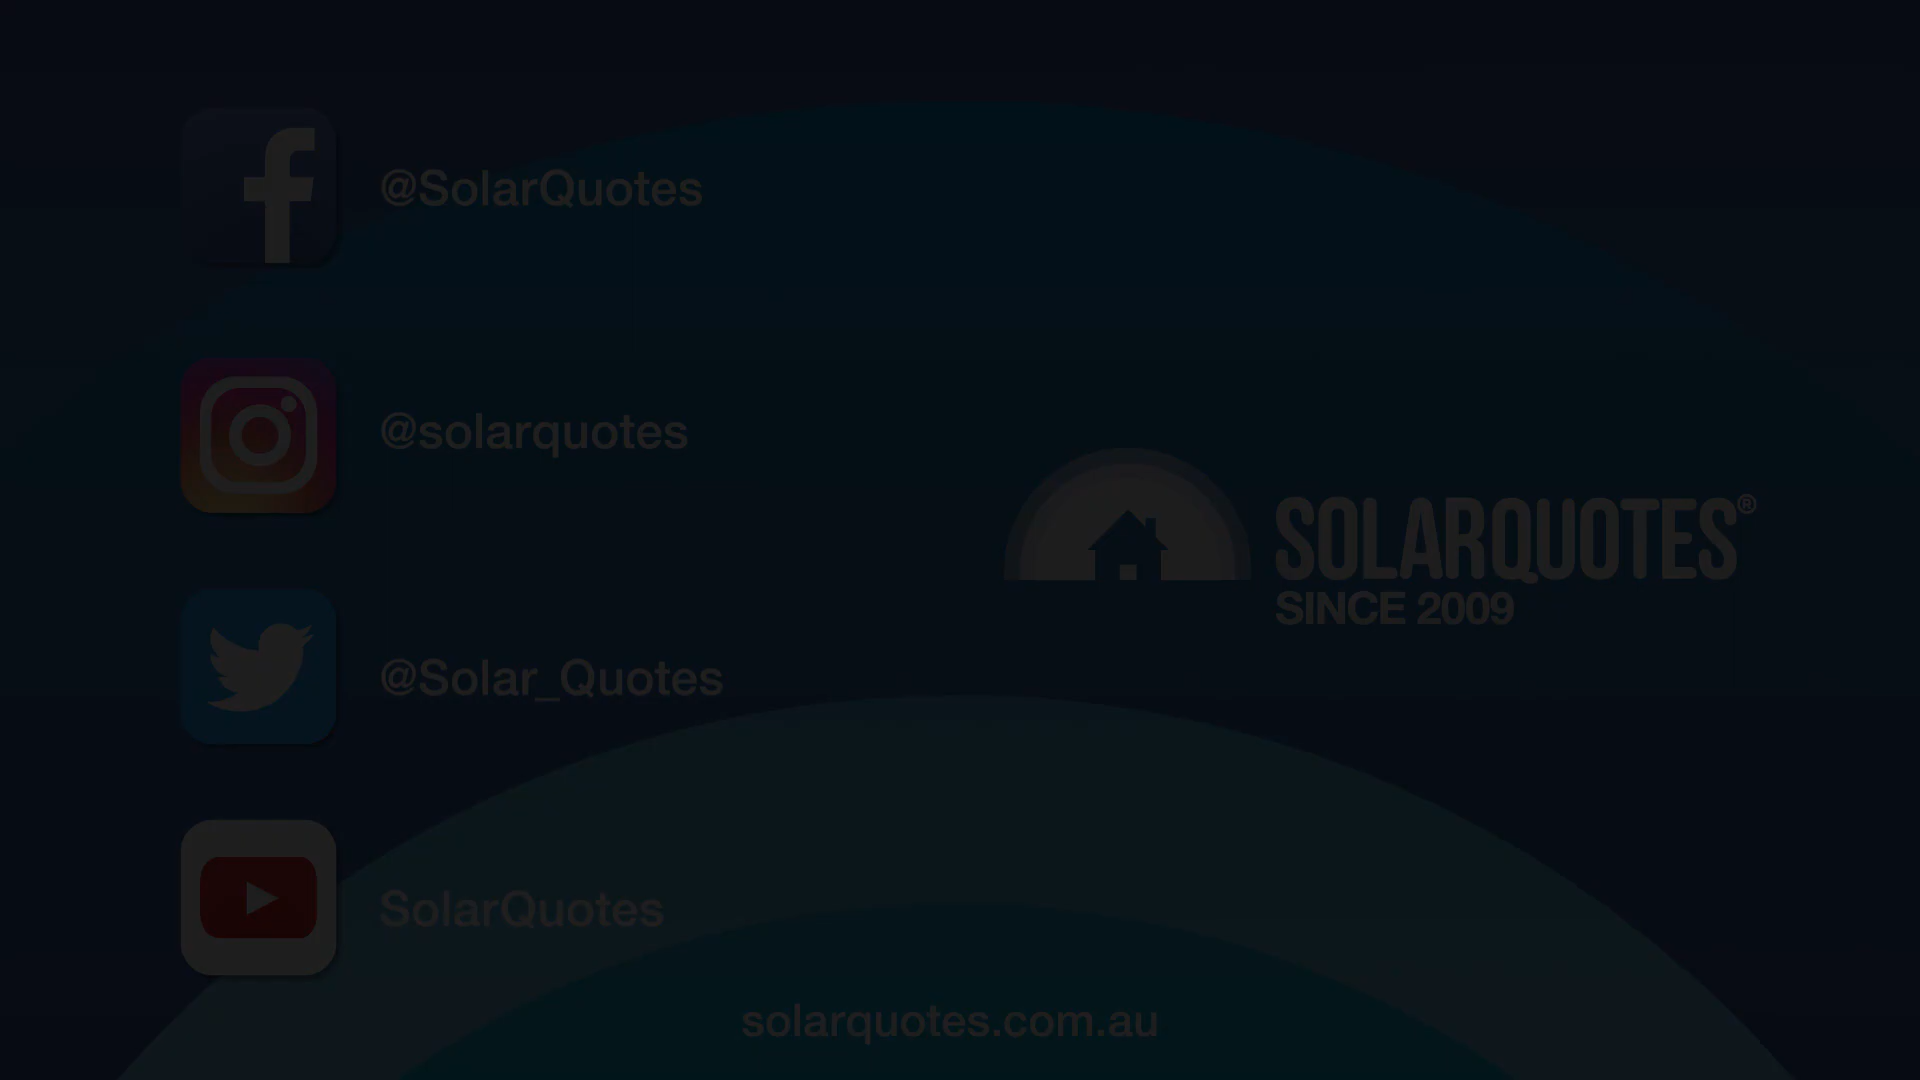 @SolarQuotes
@solarquotes
SOLARQUOTES®
SINCE 2009
@Solar_Quotes
SolarQuotes
solarquotes.com.au